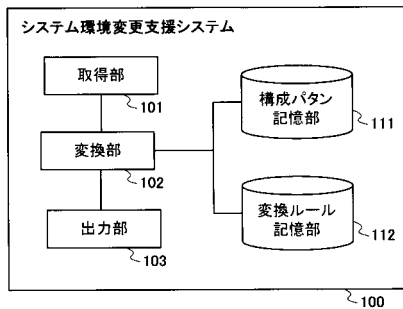 システム環境変更支援システム
取得部
101
変換部
102
出力部
103
構成パタン
記憶部
111
変換ルール
記憶部
112
100